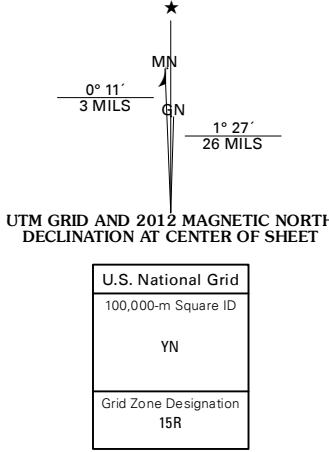 ★
MN
0° 11´
3 MILS
GN
1° 27´
26 MILS
UTM GRID AND 2012 MAGNETIC NORTH
DECLINATION AT CENTER OF SHEET
U.S. National Grid
100,000-m Square ID
YN
Grid Zone Designation
15R